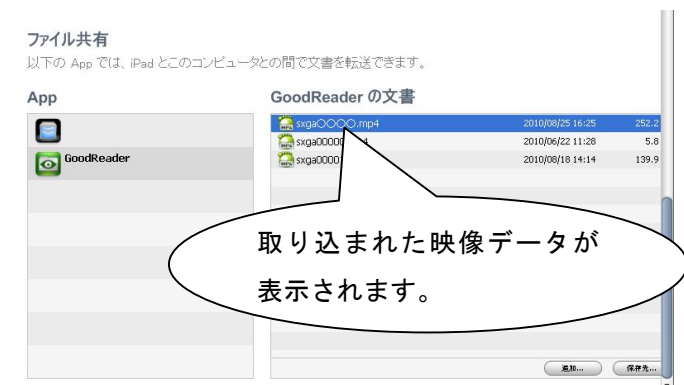 ファイル共有
以下の App では、iPad とこのコンピュータとの間で文書を転送できます。
App
GoodReader の文書
GoodReader
sxga○○○○.mp4 2010/08/25 16:25 252.2
sxga0000 4 2010/06/22 11:28 5.8
sxga0001 2010/08/18 14:14 139.9
取り込まれた映像データが
表示されます。
追加... 保存先...